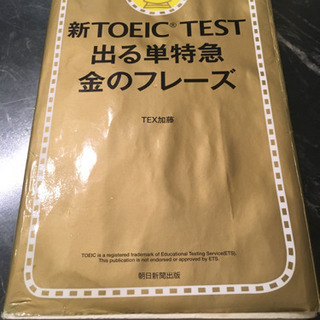 新TOEIC® TEST
出る単特急
金のフレーズ
TEX加藤
TOEIC is a registered Trademark of Educational Testing Service(ETS).
This publication is not endorsed or approved by ETS.
朝日新聞出版